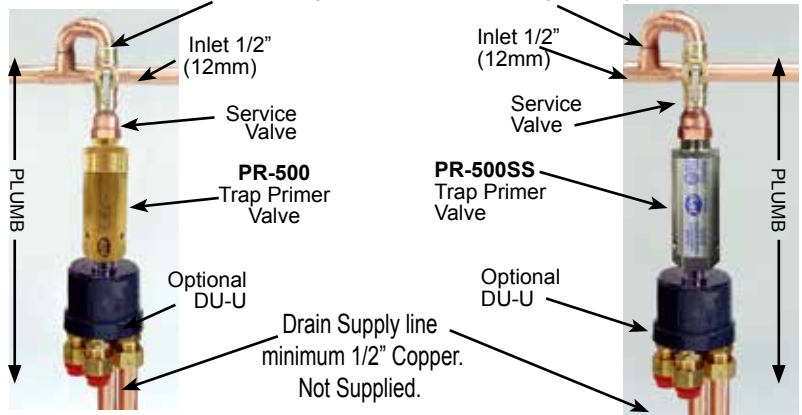 Inlet 1/2"
(12mm)
Service
Valve
PR-500
Trap Primer
Valve
Optional
DU-U
PLUMB
Inlet 1/2"
(12mm)
Service
Valve
PR-500SS
Trap Primer
Valve
Optional
DU-U
PLUMB
Drain Supply line
minimum 1/2" Copper.
Not Supplied.